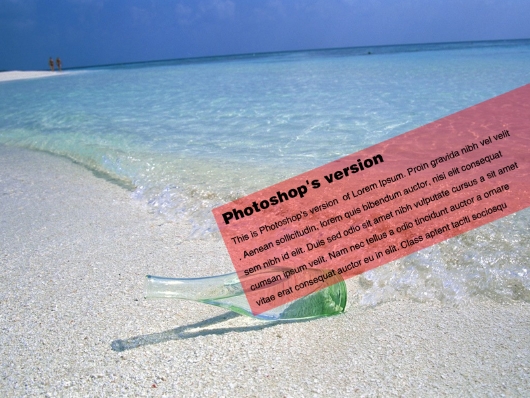 Photoshop's version
This is Photoshop's version of Lorem Ipsum. Proin gravida nibh vel velit
. Aenean sollicitudin, lorem quis bibendum auctor, nisi elit consequat
sem nibh id elit. Duis sed odio sit amet nibh vulputate cursus a sit amet
cumsan ipsum velit. Nam nec tellus a odio tincidunt auctor a ornare
vitae erat consequat auctor eu in elit. Class aptent taciti sociosqu